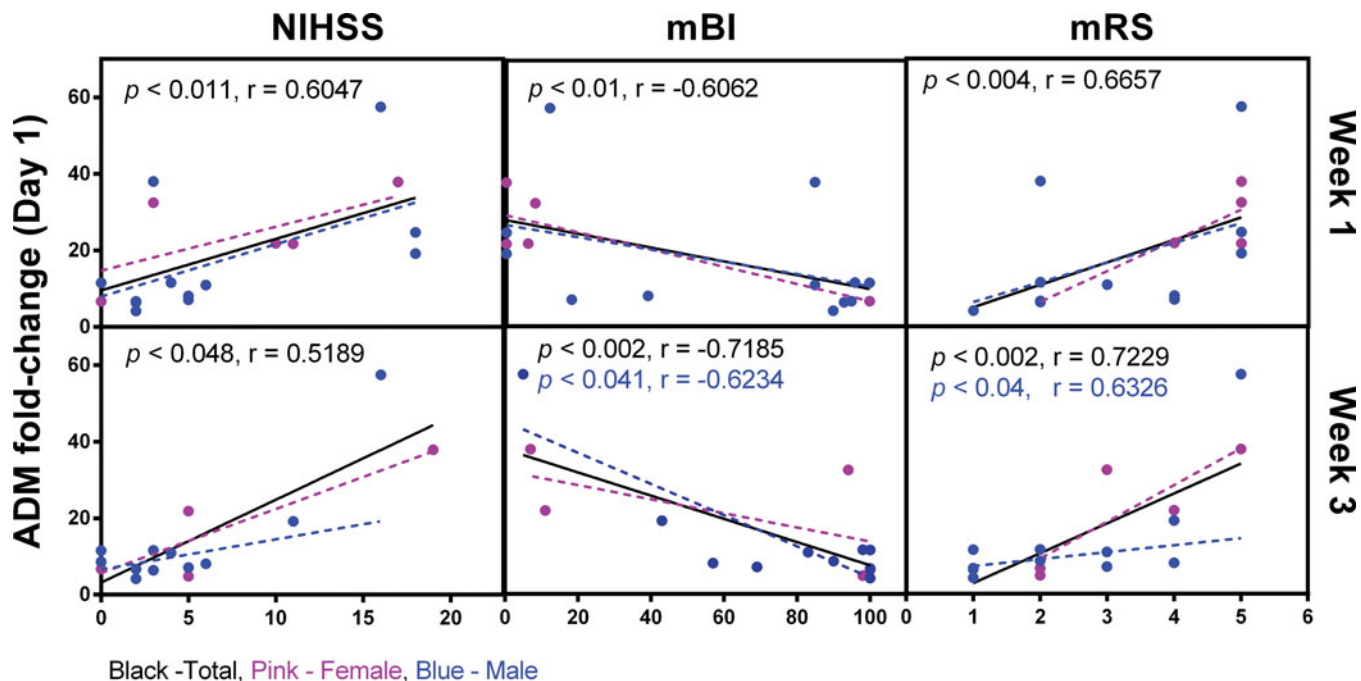 NIHSS
mBI
mRS
ADM fold-change (Day 1)
Week 1
Week 3
p < 0.011, r = 0.6047
p < 0.01, r = -0.6062
p < 0.004, r = 0.6657
60
40
20
0
p < 0.048, r = 0.5189
p < 0.002, r = -0.7185
p < 0.041, r = -0.6234
p < 0.002, r = 0.7229
p < 0.04, r = 0.6326
60
40
20
0
0 5 10 15 20
0 20 40 60 80 100
0 1 2 3 4 5 6
Black -Total, Pink - Female, Blue - Male